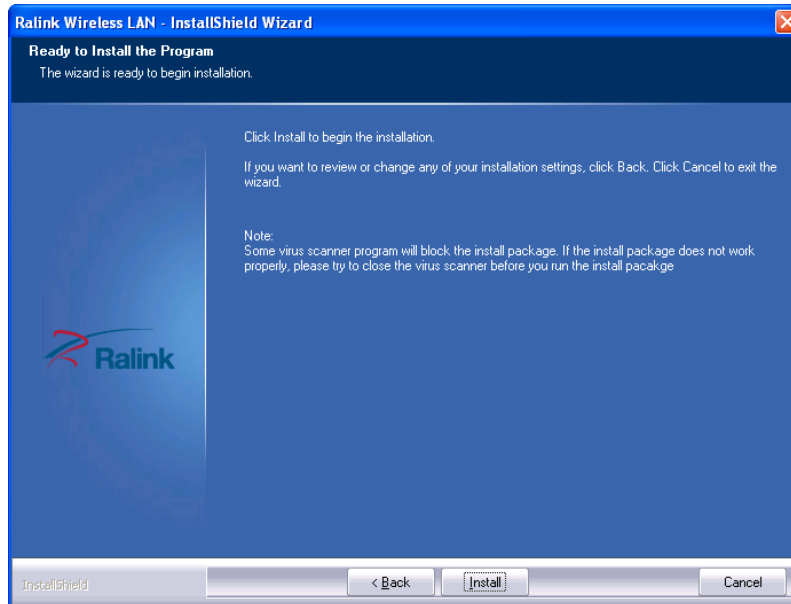 Ralink Wireless LAN - InstallShield Wizard
Ready to Install the Program
The wizard is ready to begin installation.
Click Install to begin the installation.
If you want to review or change any of your installation settings, click Back. Click Cancel to exit the
wizard.
Note:
Some virus scanner program will block the install package. If the install package does not work
properly, please try to close the virus scanner before you run the install pacakge
Ralink
InstallShield
< Back
Install
Cancel